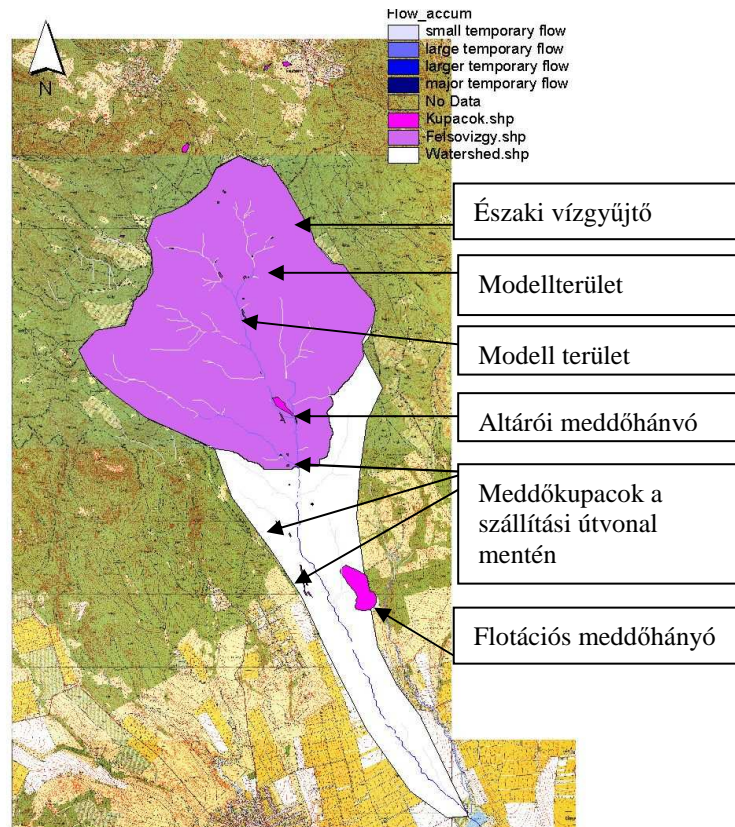 Flow_accum
small temporary flow
large temporary flow
larger temporary flow
major temporary flow
No Data
Kupacok.shp
Felsovizgy.shp
Watershed.shp
N
Északi vízgyűjtő
Modellterület
Modell terület
Altárói meddőhánvó
Meddőkupacok a
szállítási útvonal
mentén
Flotációs meddőhányó